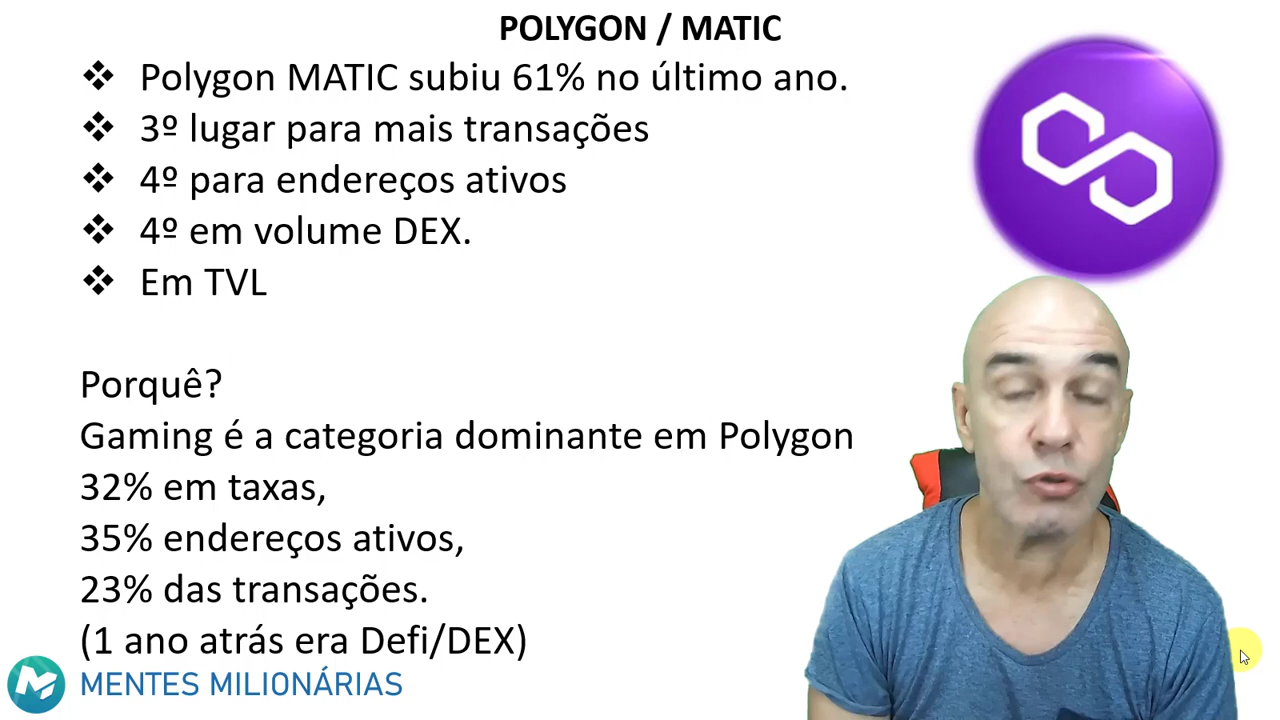 POLYGON / MATIC
❖ Polygon MATIC subiu 61% no último ano.
❖ 3º lugar para mais transações
❖ 4º para endereços ativos
❖ 4º em volume DEX.
❖ Em TVL
Porquê?
Gaming é a categoria dominante em Polygon
32% em taxas,
35% endereços ativos,
23% das transações.
(1 ano atrás era Defi/DEX)
MENTES MILIONÁRIAS